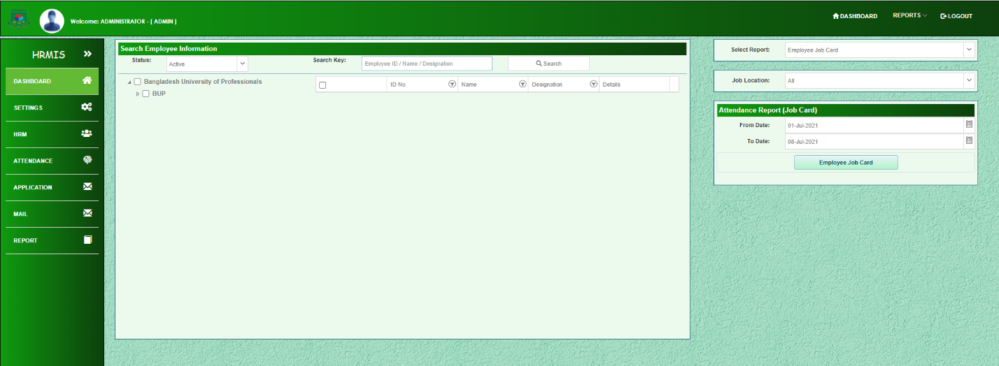 Welcome: ADMINISTRATOR - [ ADMIN ]
DASHBOARD
REPORTS
LOGOUT
HRMIS
DASHBOARD
SETTINGS
HRM
ATTENDANCE
APPLICATION
MAIL
REPORT
Search Employee Information
Status:
Active
Search Key:
Employee ID / Name / Designation
Search
Bangladesh University of Professionals
BUP
ID No
Name
Designation
Details
Select Report:
Employee Job Card
Job Location:
All
Attendance Report (Job Card)
From Date:
01-Jul-2021
To Date:
08-Jul-2021
Employee Job Card